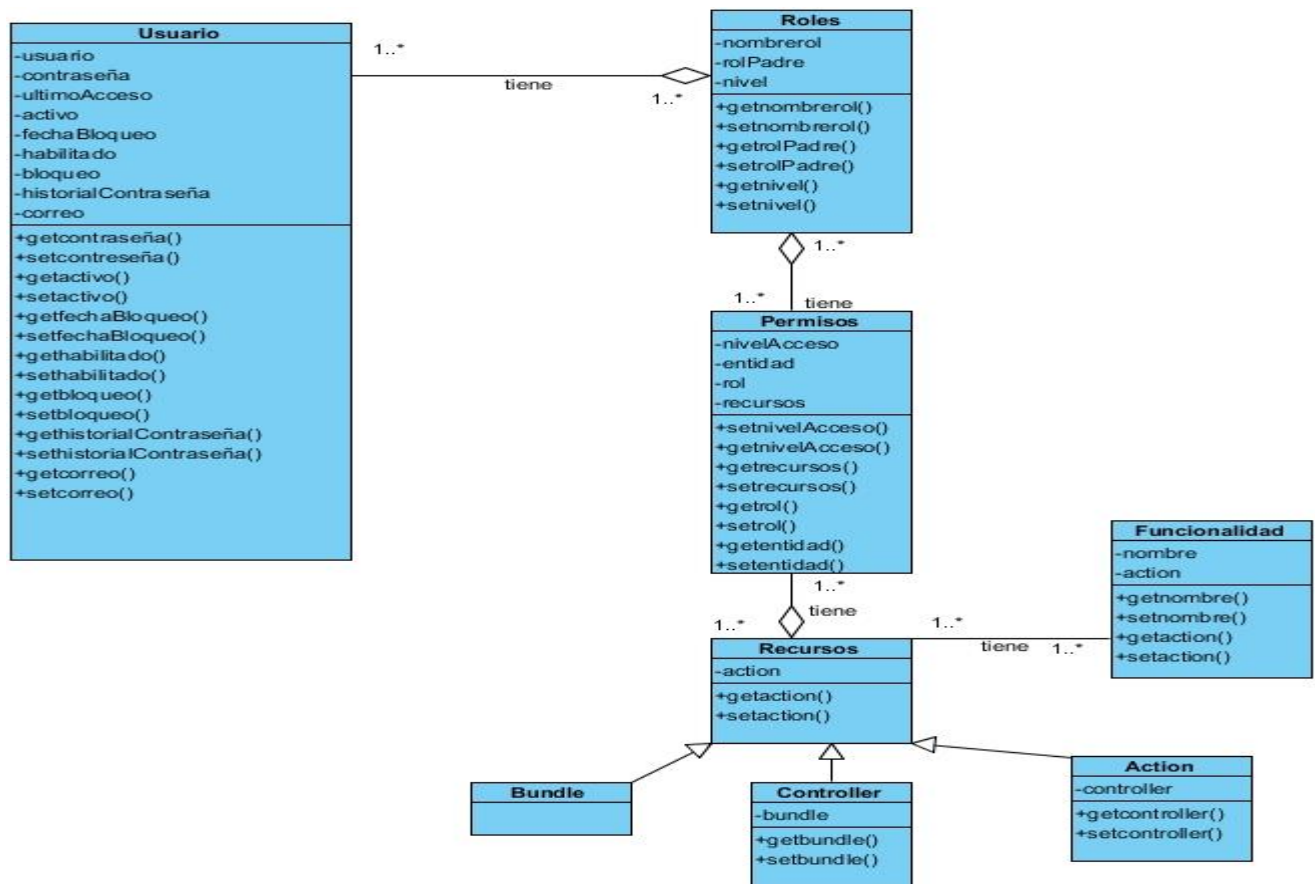 Usuario
-usuario
-contraseña
-ultimoAcceso
-activo
-fechaBloqueo
-habilitado
-bloqueo
-historialContraseña
-correo
+getcontraseña()
+setcontreseña()
+getactivo()
+setactivo()
+getfechaBloqueo()
+setfechaBloqueo()
+gethabilitado()
+sethabilitado()
+getbloqueo()
+setbloqueo()
+gethistorialContraseña()
+sethistorialContraseña()
+getcorreo()
+setcorreo()
1..*
tiene
1..*
Roles
-nombrerol
-rolPadre
-nivel
+getnombrerol()
+setnombrerol()
+getrolPadre()
+setrolPadre()
+getnivel()
+setnivel()
1..*
1..*
tiene
Permisos
-nivelAcceso
-entidad
-rol
-recursos
+setnivelAcceso()
+getnivelAcceso()
+getrecursos()
+setrecursos()
+getrol()
+setrol()
+getentidad()
+setentidad()
1..*
tiene
1..*
Recursos
-action
+getaction()
+setaction()
1..*
tiene
1..*
Funcionalidad
-nombre
-action
+getnombre()
+setnombre()
+getaction()
+setaction()
Bundle
Controller
-bundle
+getbundle()
+setbundle()
Action
-controller
+getcontroller()
+setcontroller()